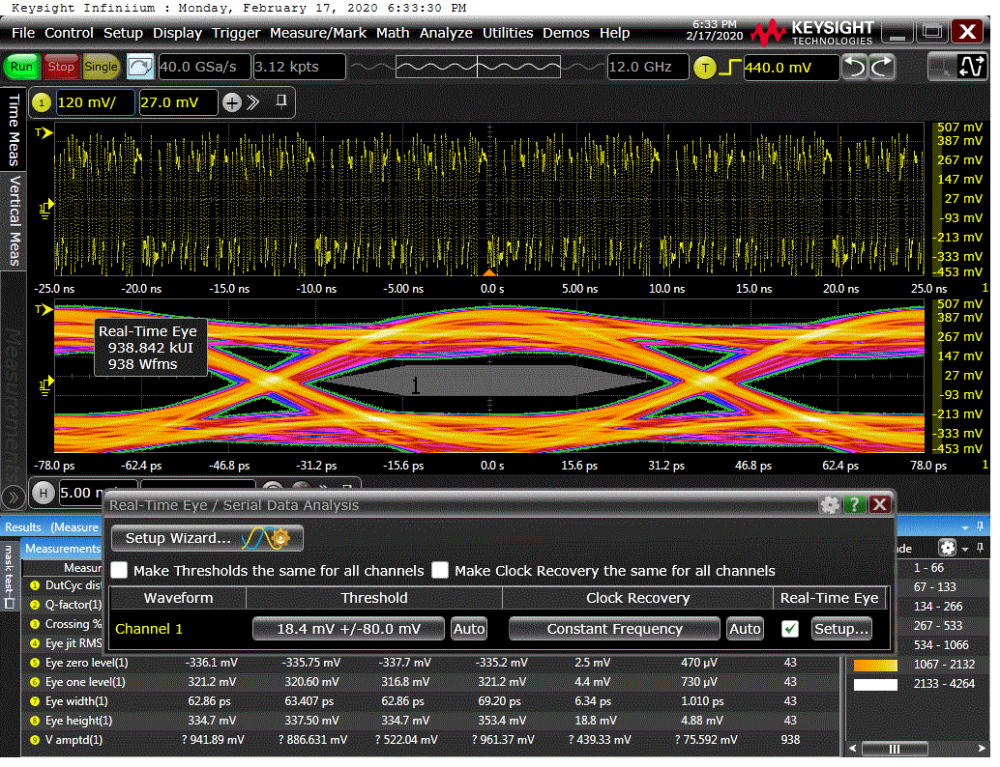 Keysight Infiniium : Monday, February 17, 2020 6:33:30 PM
File Control Setup Display Trigger Measure/Mark Math Analyze Utilities Demos Help
6:33 PM
2/17/2020
KEYSIGHT
TECHNOLOGIES
Run Stop Single 40.0 GSa/s 3.12 kpts 12.0 GHz T 440.0 mV
Time Meas
Vertical Meas
Measurements
1 120 mV/ 27.0 mV
T
507 mV
387 mV
267 mV
147 mV
27 mV
-93 mV
-213 mV
-333 mV
-453 mV
-25.0 ns -20.0 ns -15.0 ns -10.0 ns -5.00 ns 0.0 s 5.00 ns 10.0 ns 15.0 ns 20.0 ns 25.0 ns 1
T
Real-Time Eye
938.842 kUI
938 Wfms
1
507 mV
387 mV
267 mV
147 mV
27 mV
-93 mV
-213 mV
-333 mV
-453 mV
-78.0 ps -62.4 ps -46.8 ps -31.2 ps -15.6 ps 0.0 s 15.6 ps 31.2 ps 46.8 ps 62.4 ps 78.0 ps 1
H 5.00 n
Real-Time Eye / Serial Data Analysis ?
Setup Wizard...
Make Thresholds the same for all channels Make Clock Recovery the same for all channels
Waveform Threshold Clock Recovery Real-Time Eye
Channel 1 18.4 mV +/-80.0 mV Auto Constant Frequency Auto Setup...
Results (Measure
mask test
Measurements
Measur
1 DutCyc dis
2 Q-factor(1)
3 Crossing %
4 Eye jit RMS
5 Eye zero level(1) -336.1 mV -335.75 mV -337.7 mV -335.2 mV 2.5 mV 470 µV 43
6 Eye one level(1) 321.2 mV 320.60 mV 316.8 mV 321.2 mV 4.4 mV 730 µV 43
7 Eye width(1) 62.86 ps 63.407 ps 62.86 ps 69.20 ps 6.34 ps 1.010 ps 43
8 Eye height(1) 334.7 mV 337.50 mV 334.7 mV 353.4 mV 18.8 mV 4.88 mV 43
9 V amptd(1) ? 941.89 mV ? 886.631 mV ? 522.04 mV ? 961.37 mV ? 439.33 mV ? 75.592 mV 938
de
1 - 66
67 - 133
134 - 266
267 - 533
534 - 1066
1067 - 2132
2133 - 4264